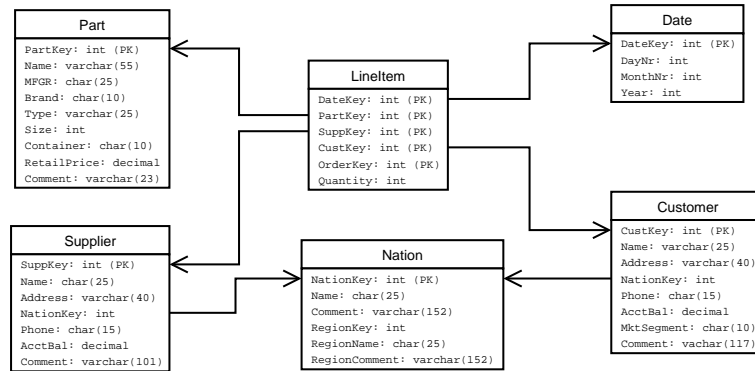 Part
PartKey: int (PK)
Name: varchar(55)
MFGR: char(25)
Brand: char(10)
Type: varchar(25)
Size: int
Container: char(10)
RetailPrice: decimal
Comment: varchar(23)
LineItem
DateKey: int (PK)
PartKey: int (PK)
SuppKey: int (PK)
CustKey: int (PK)
OrderKey: int (PK)
Quantity: int
Date
DateKey: int (PK)
DayNr: int
MonthNr: int
Year: int
Supplier
SuppKey: int (PK)
Name: char(25)
Address: varchar(40)
NationKey: int
Phone: char(15)
AcctBal: decimal
Comment: varchar(101)
Nation
NationKey: int (PK)
Name: char(25)
Comment: varchar(152)
RegionKey: int
RegionName: char(25)
RegionComment: varchar(152)
Customer
CustKey: int (PK)
Name: varchar(25)
Address: varchar(40)
NationKey: int
Phone: char(15)
AcctBal: decimal
MktSegment: char(10)
Comment: vachar(117)